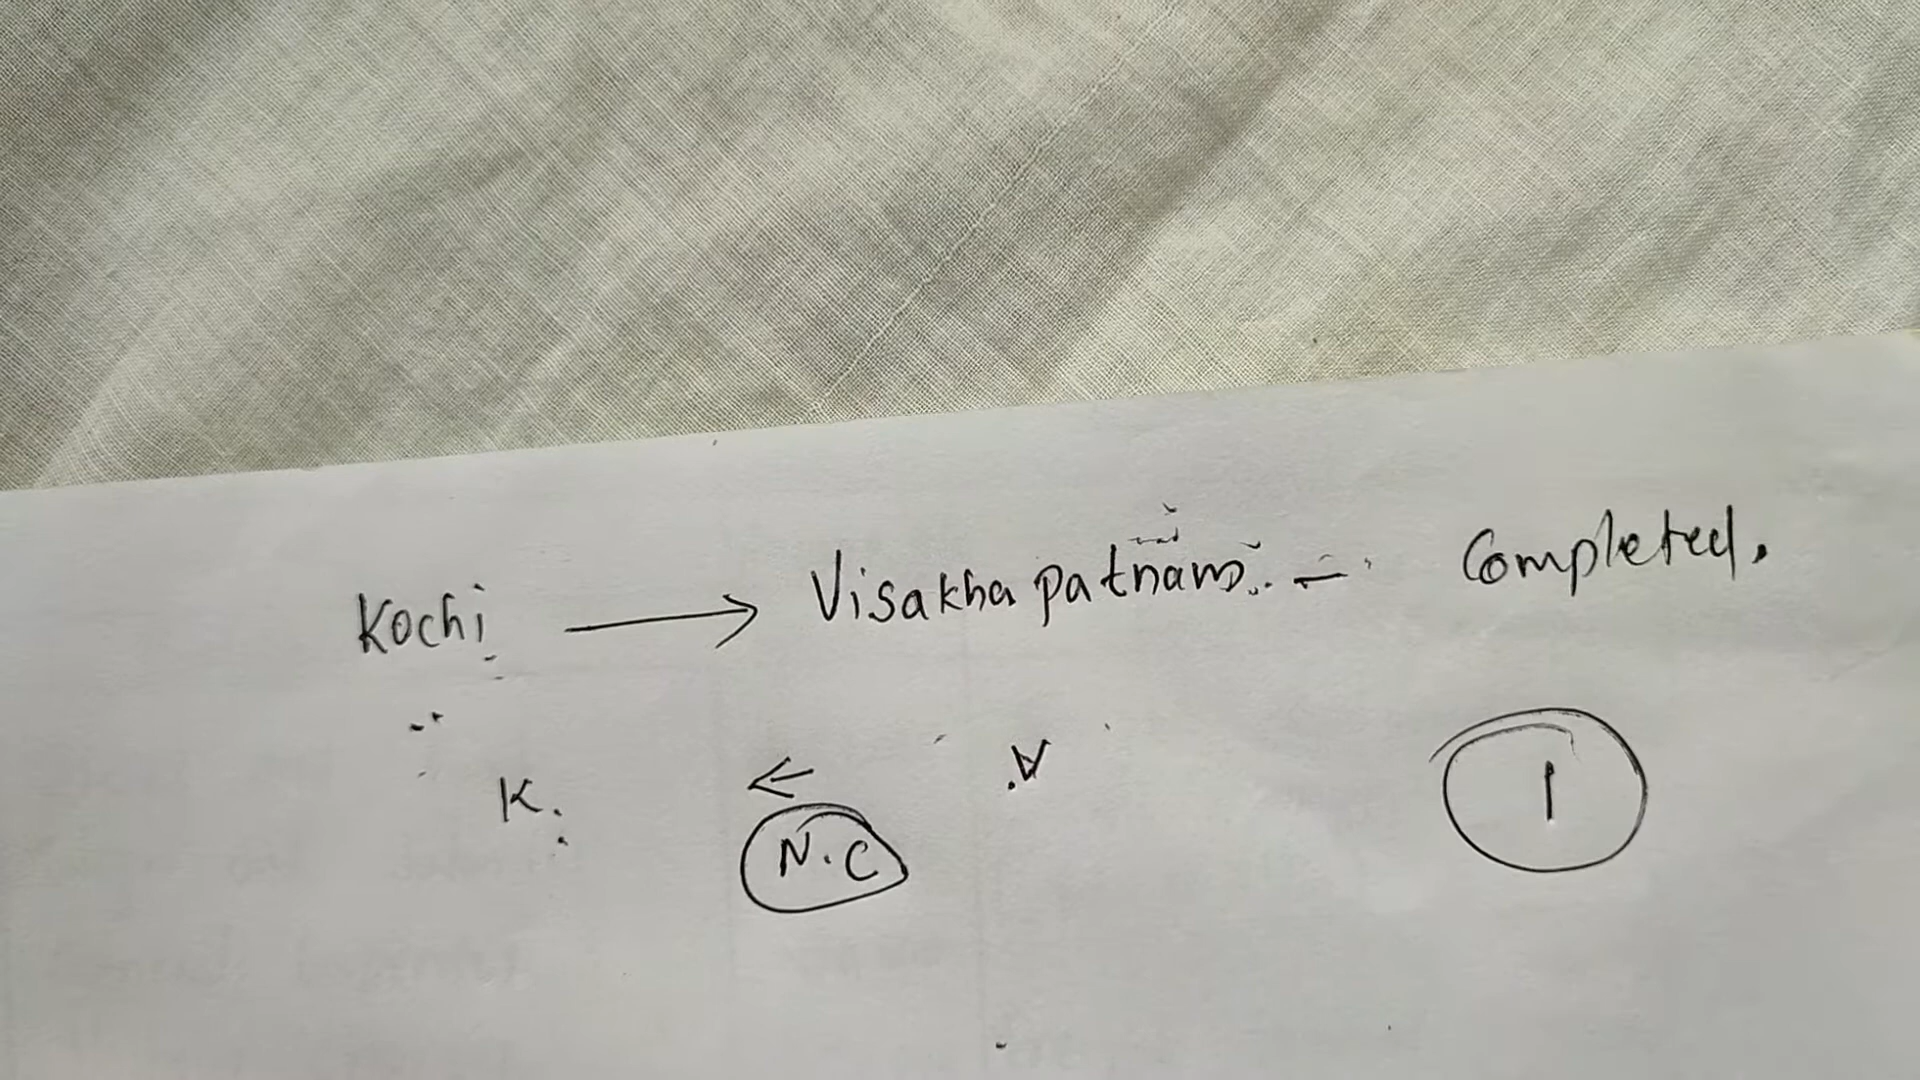 Kochi → Visakhapatnam. - Completed.
K. ← V
1
N.C